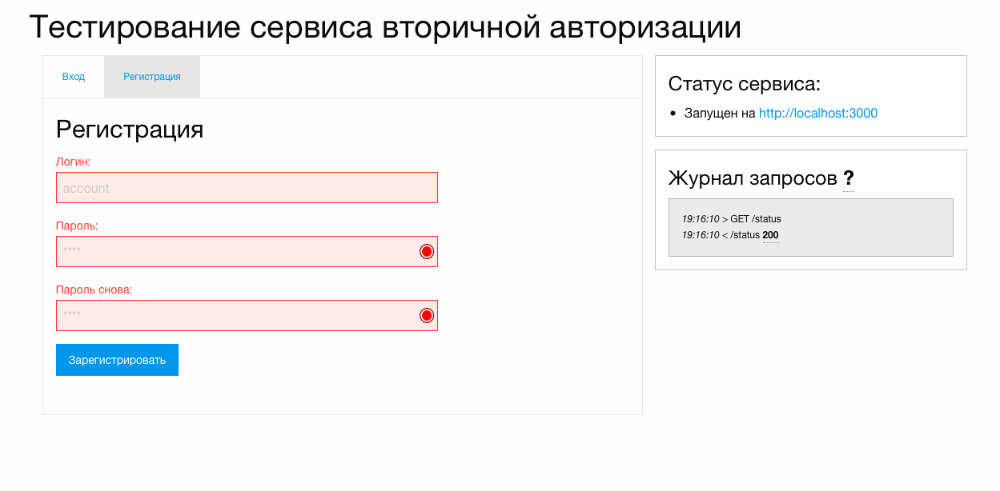 Тестирование сервиса вторичной авторизации
Вход
Регистрация
Регистрация
Логин:
account
Пароль:
****
Пароль снова:
****
Зарегистрировать
Статус сервиса:
Запущен на http://localhost:3000
Журнал запросов ?
19:16:10 > GET /status
19:16:10 < /status 200